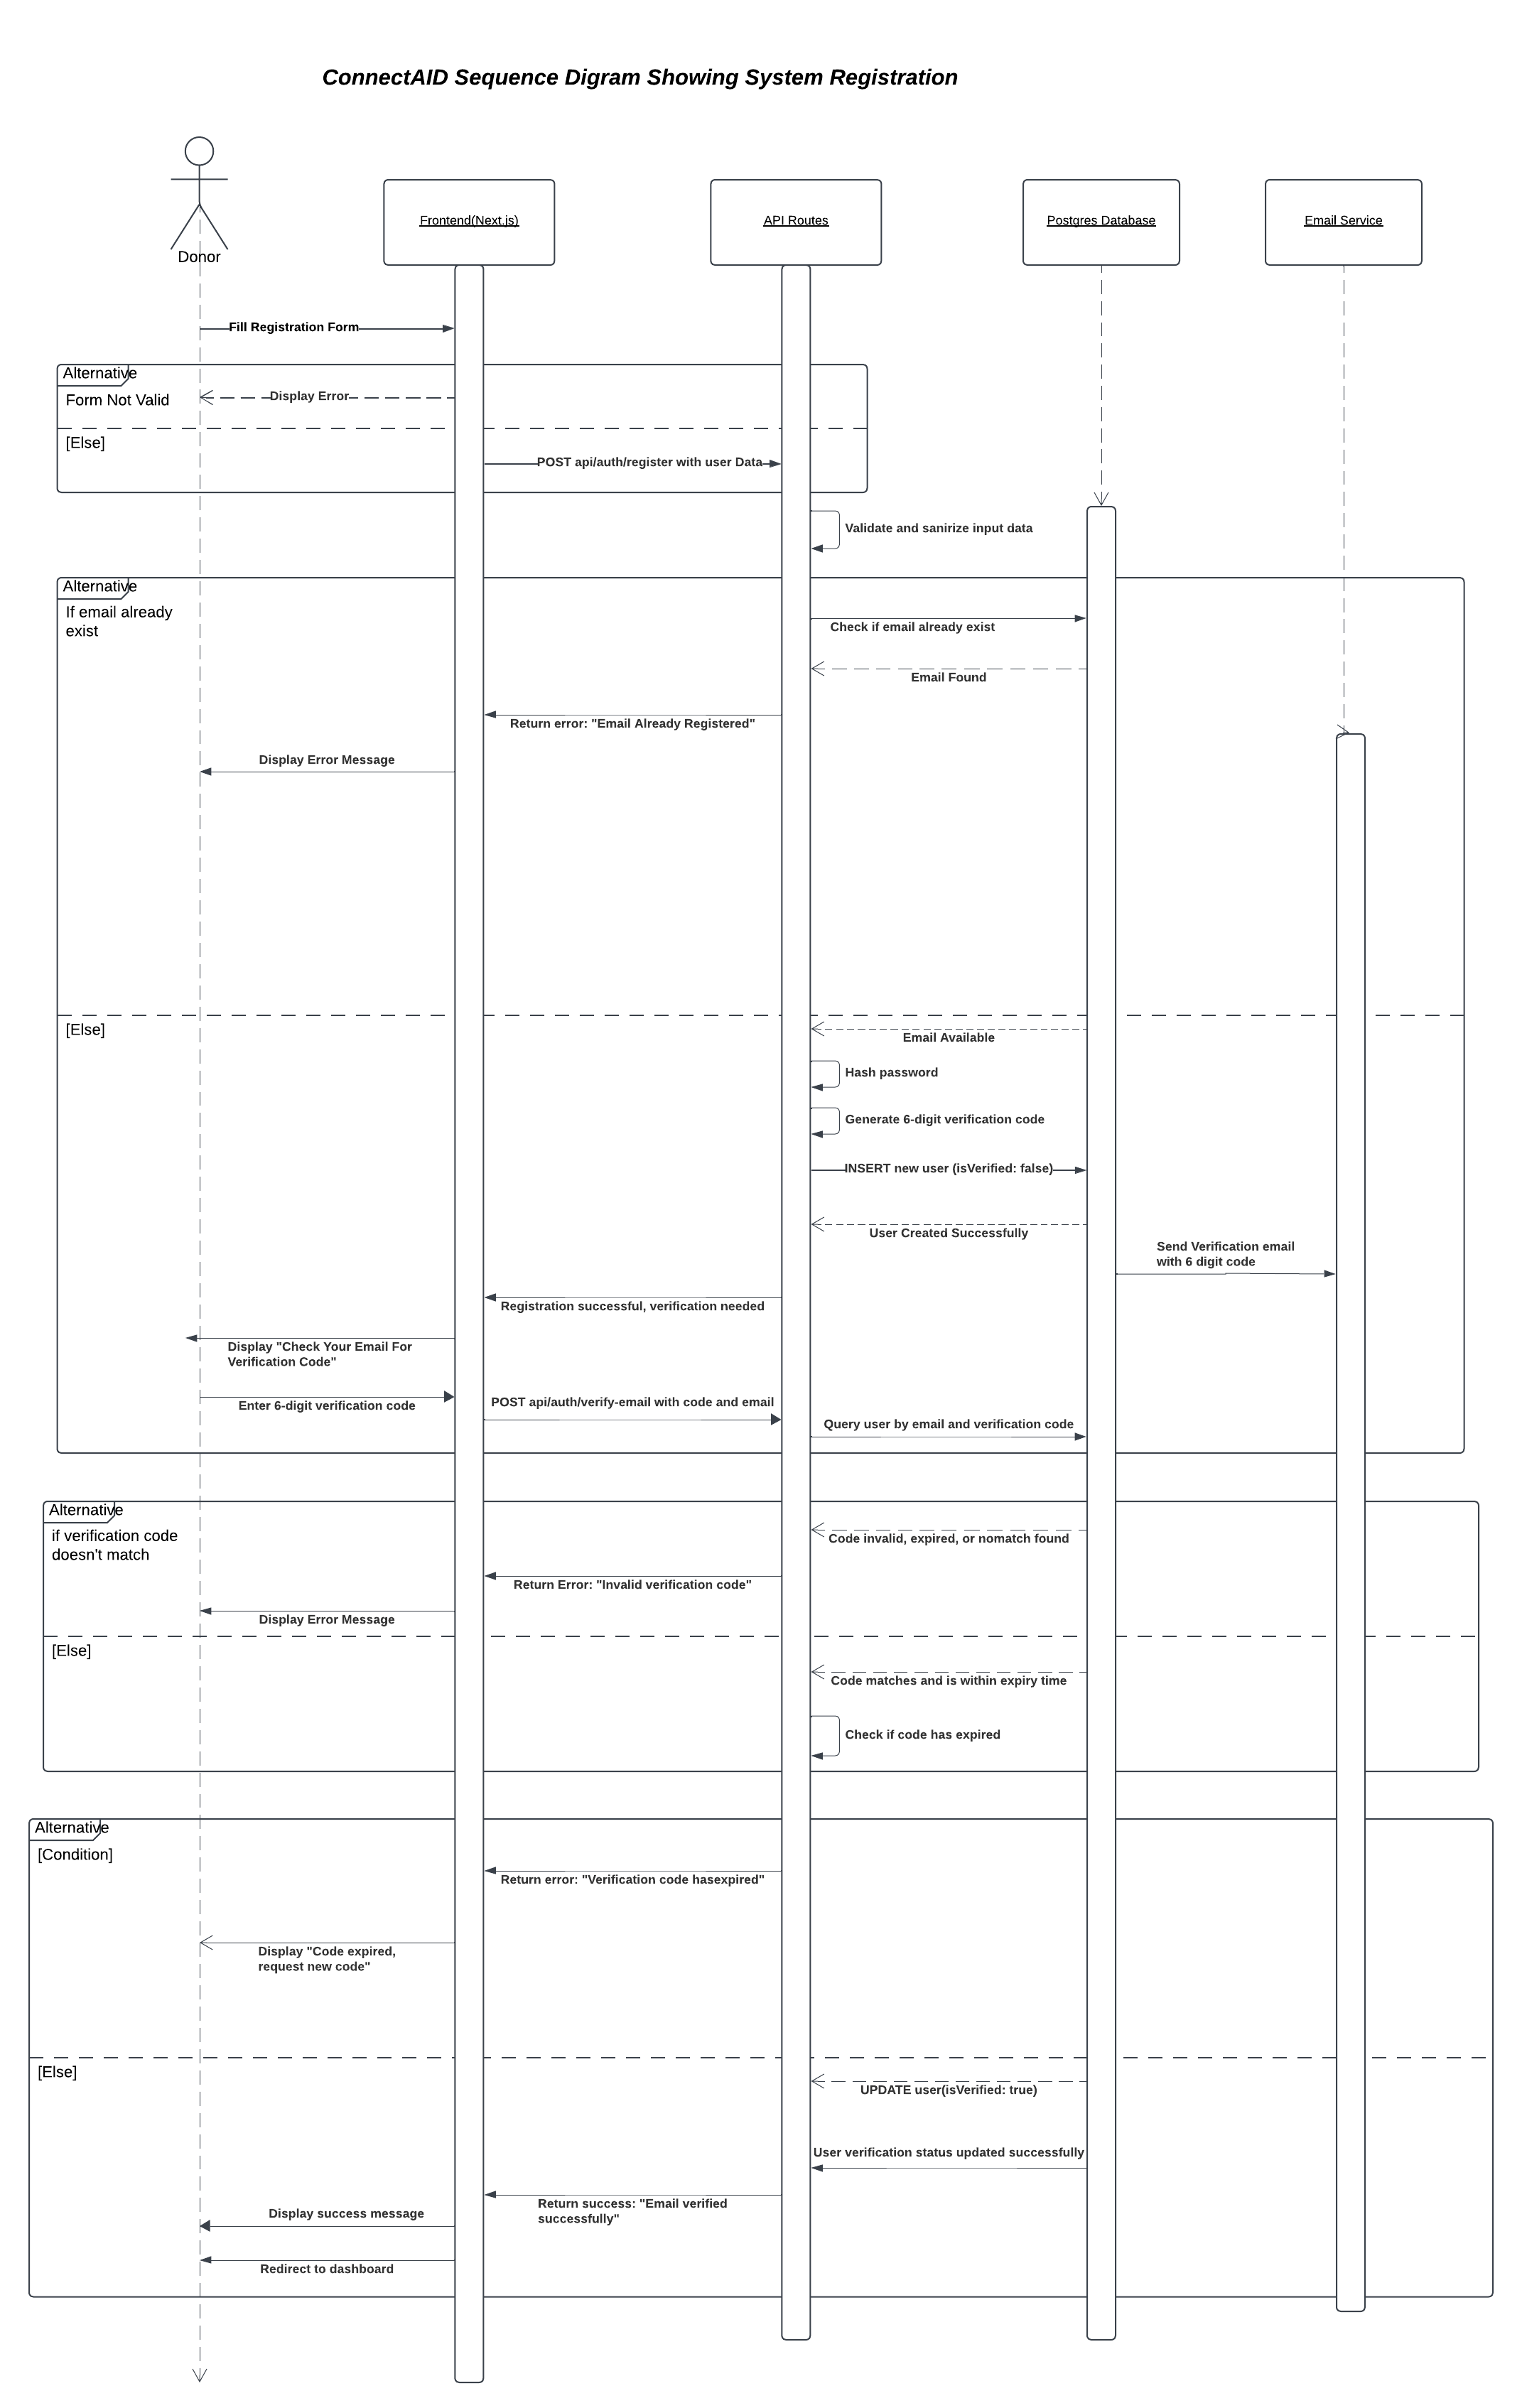 ConnectAID Sequence Digram Showing System Registration
Donor
Frontend(Next.js)
API Routes
Postgres Database
Email Service
Fill Registration Form
Alternative
Form Not Valid
Display Error
[Else]
POST api/auth/register with user Data
Validate and sanirize input data
Alternative
If email already
exist
Check if email already exist
Email Found
Return error: "Email Already Registered"
Display Error Message
[Else]
Email Available
Hash password
Generate 6-digit verification code
INSERT new user (isVerified: false)
User Created Successfully
Send Verification email
with 6 digit code
Registration successful, verification needed
Display "Check Your Email For
Verification Code"
Enter 6-digit verification code
POST api/auth/verify-email with code and email
Query user by email and verification code
Alternative
if verification code
doesn't match
Code invalid, expired, or nomatch found
Return Error: "Invalid verification code"
Display Error Message
[Else]
Code matches and is within expiry time
Check if code has expired
Alternative
[Condition]
Return error: "Verification code hasexpired"
Display "Code expired,
request new code"
[Else]
UPDATE user(isVerified: true)
User verification status updated successfully
Return success: "Email verified
successfully"
Display success message
Redirect to dashboard